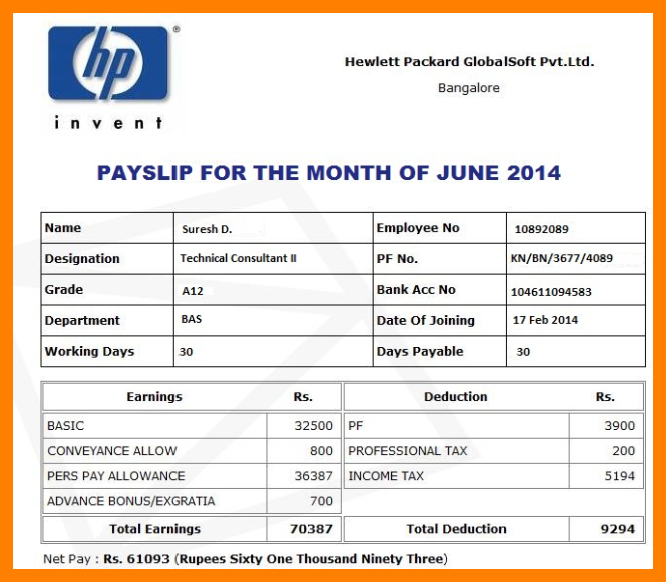 hp ®
invent
Hewlett Packard GlobalSoft Pvt.Ltd.
Bangalore
PAYSLIP FOR THE MONTH OF JUNE 2014
Name Suresh D. Employee No 10892089
Designation Technical Consultant II PF No. KN/BN/3677/4089
Grade A12 Bank Acc No 104611094583
Department BAS Date Of Joining 17 Feb 2014
Working Days 30 Days Payable 30
Earnings Rs. Deduction Rs.
BASIC 32500 PF 3900
CONVEYANCE ALLOW 800 PROFESSIONAL TAX 200
PERS PAY ALLOWANCE 36387 INCOME TAX 5194
ADVANCE BONUS/EXGRATIA 700
Total Earnings 70387 Total Deduction 9294
Net Pay : Rs. 61093 (Rupees Sixty One Thousand Ninety Three)